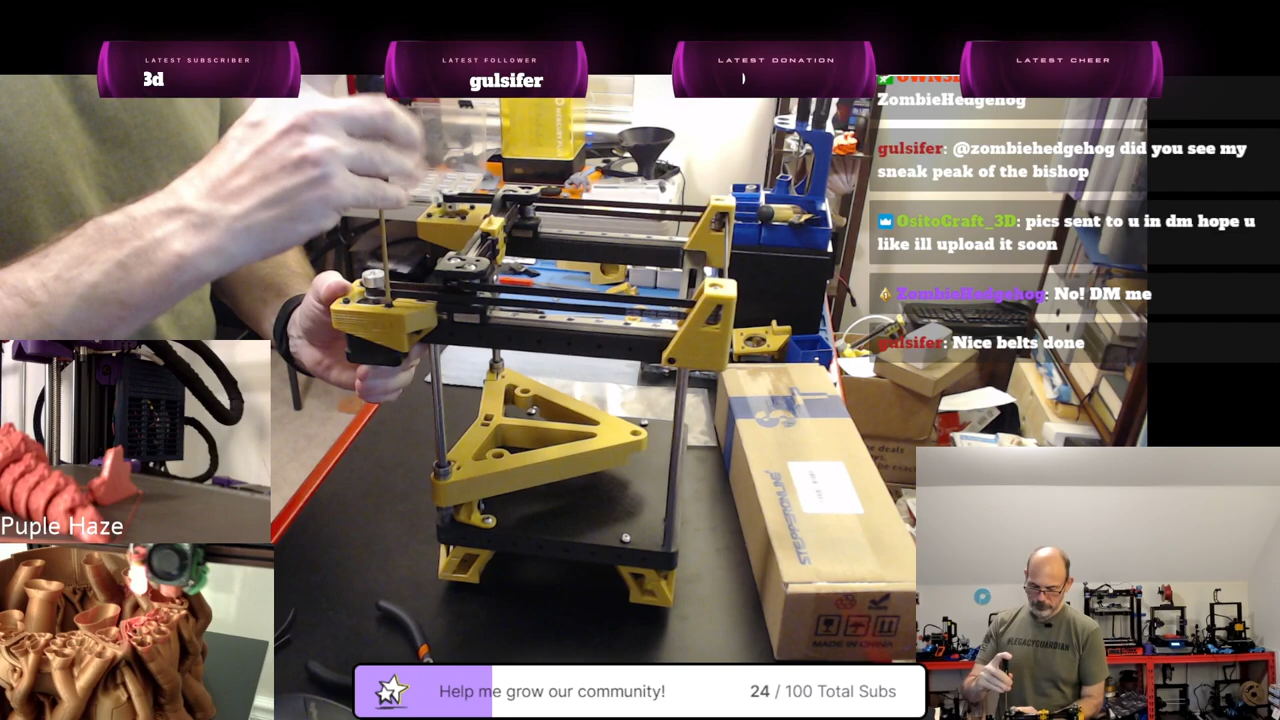 LATEST SUBSCRIBER
3d
LATEST FOLLOWER
gulsifer
LATEST DONATION
)
LATEST CHEER
ZombieHedgehog
gulsifer: @zombiehedgehog did you see my
sneak peak of the bishop
OsitoCraft_3D: pics sent to u in dm hope u
like ill upload it soon
ZombieHedgehog: No! DM me
gulsifer: Nice belts done
Puple Haze
STEPPERONLINE
MADE IN CHINA
#LEGACYGUARDIAN
Help me grow our community!
24 / 100 Total Subs